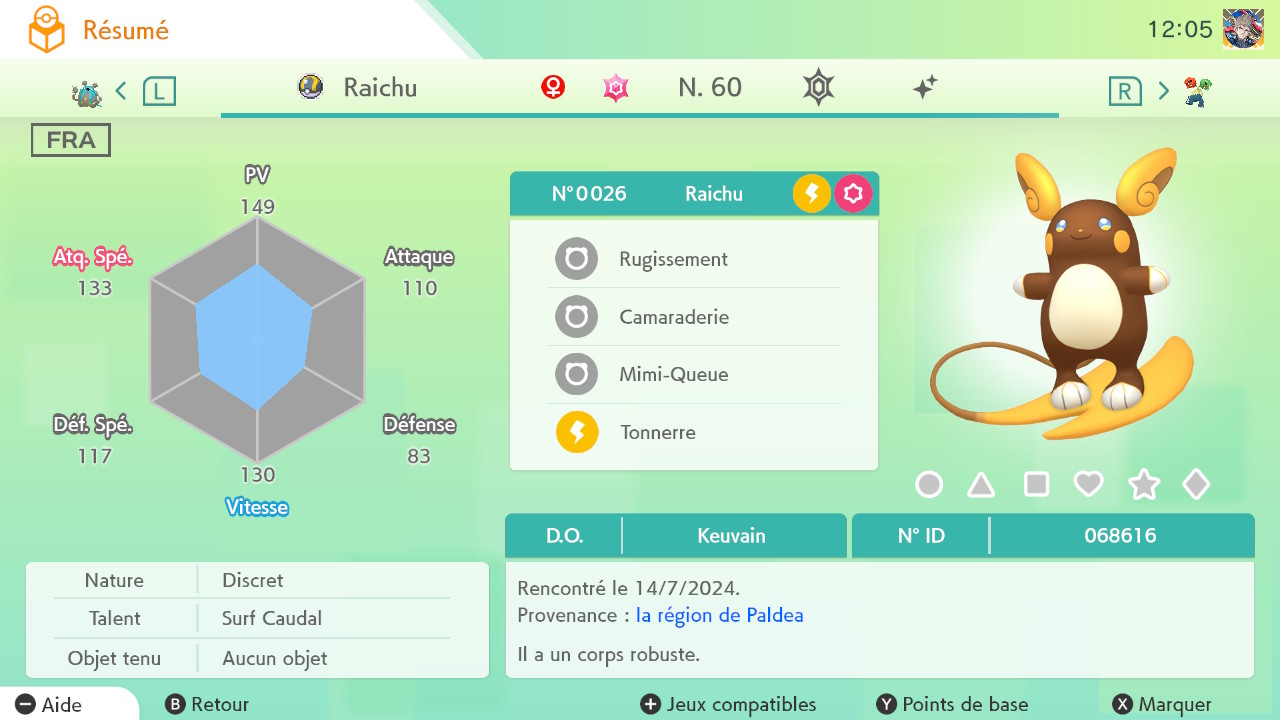 Résumé
12:05
L
Raichu
N. 60
R
FRA
PV
149
Atq. Spé.
133
Attaque
110
Déf. Spé.
117
Défense
83
130
Vitesse
N°0026 Raichu
Rugissement
Camaraderie
Mimi-Queue
Tonnerre
D.O. Keuvain N° ID 068616
Nature Discret
Talent Surf Caudal
Objet tenu Aucun objet
Rencontré le 14/7/2024.
Provenance : la région de Paldea
Il a un corps robuste.
Aide B Retour Jeux compatibles Y Points de base X Marquer